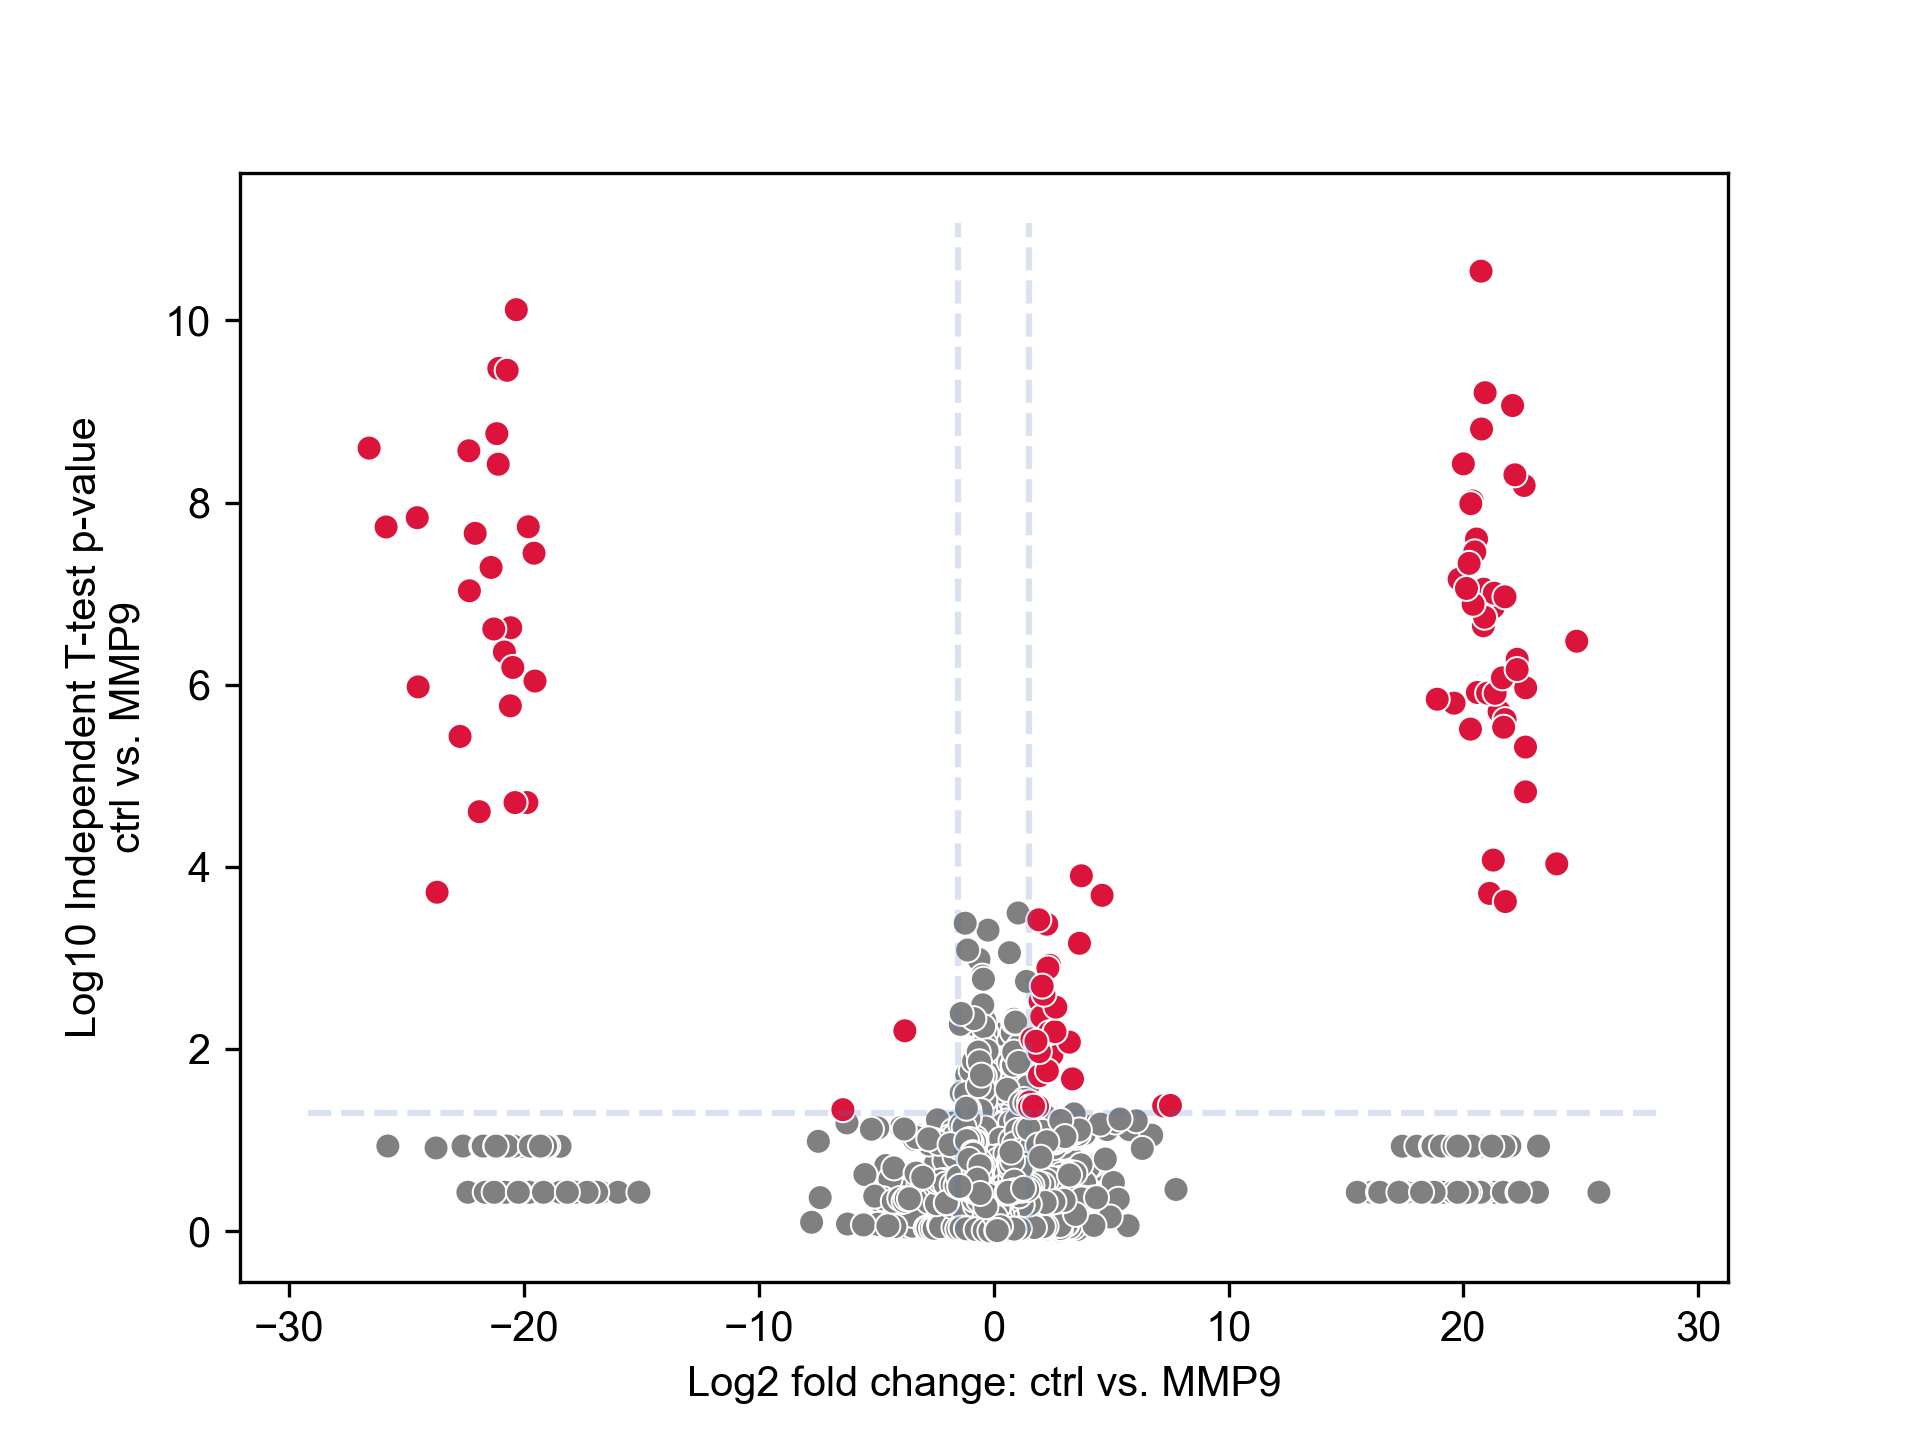 10
8
6
4
2
0
Log10 Independent T-test p-value
ctrl vs. MMP9
−30 −20 −10 0 10 20 30
Log2 fold change: ctrl vs. MMP9